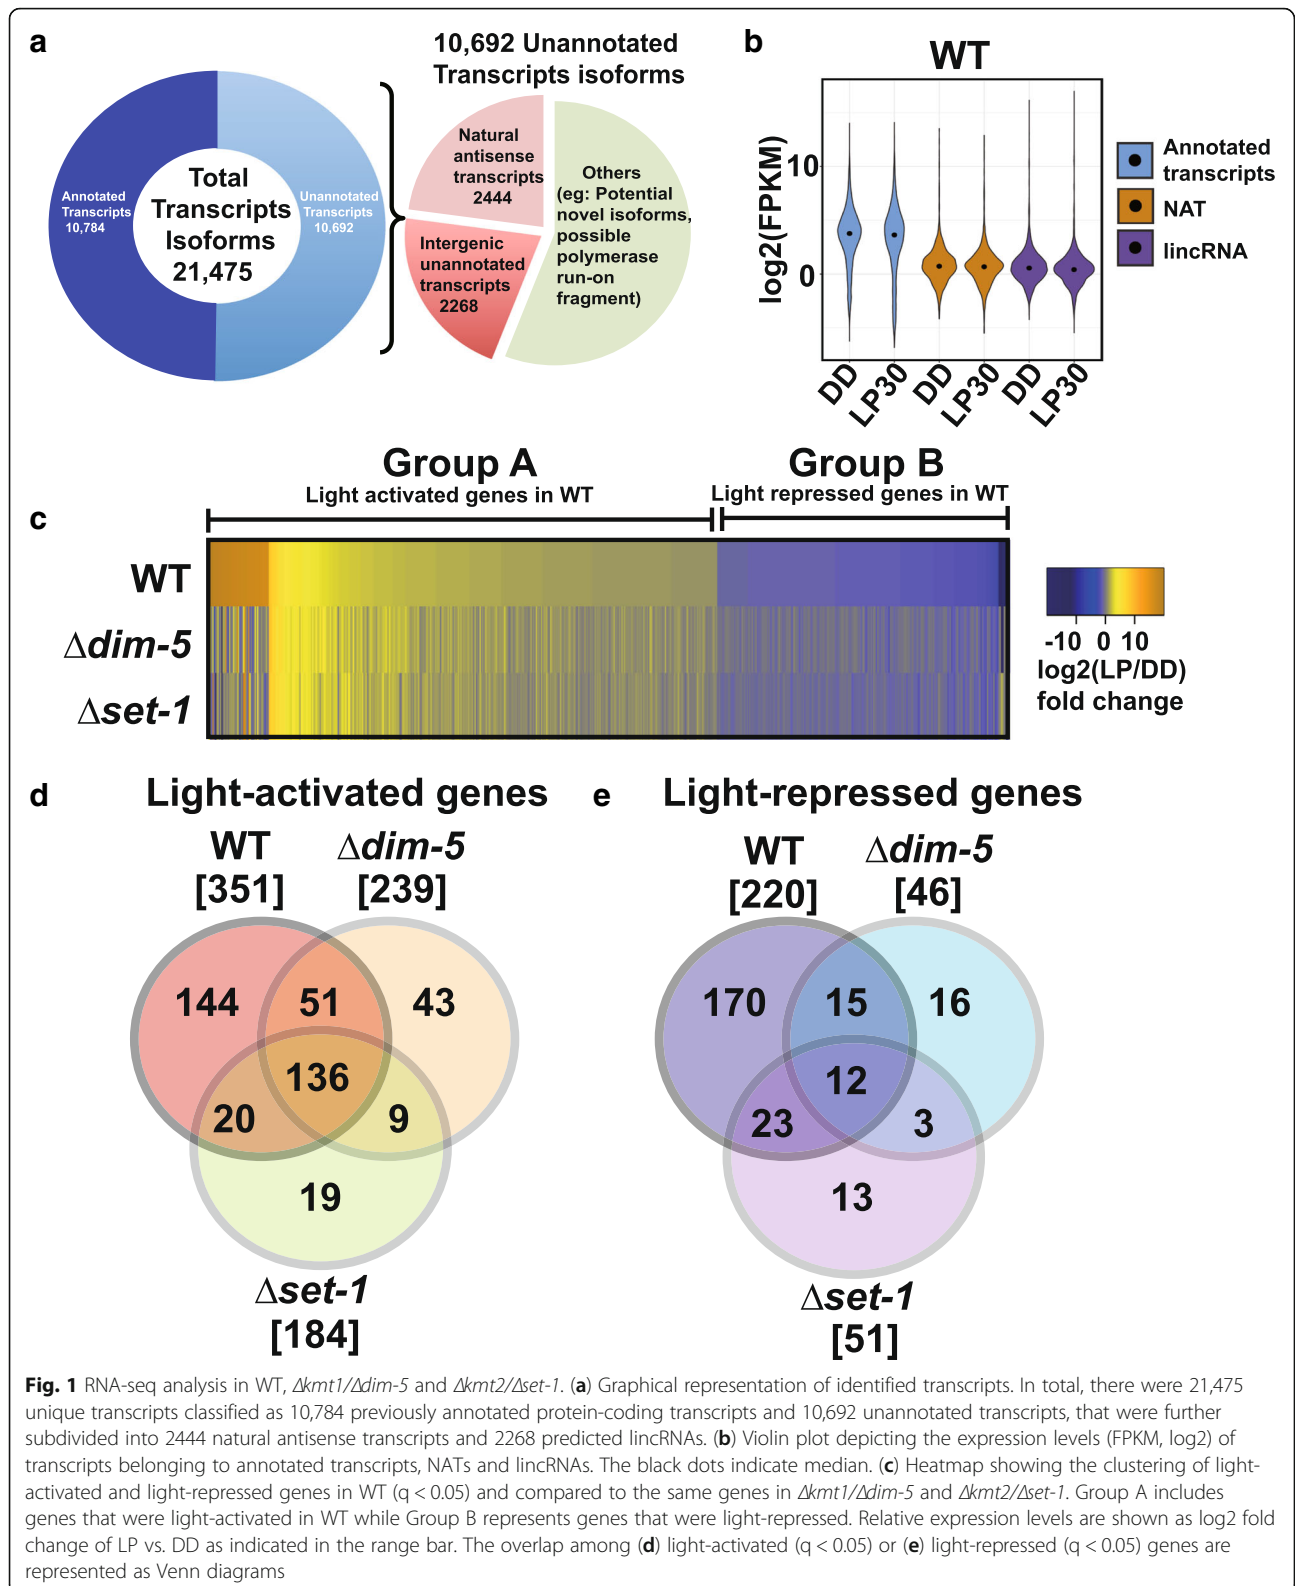 a
Total
Transcripts
Isoforms
21,475
Annotated
Transcripts
10,784
Unannotated
Transcripts
10,692
10,692 Unannotated
Transcripts isoforms
Natural
antisense
transcripts
2444
Intergenic
unannotated
transcripts
2268
Others
(eg: Potential
novel isoforms,
possible
polymerase
run-on
fragment)
b
WT
log2(FPKM)
10
0
DD
LP30
DD
LP30
DD
LP30
Annotated
transcripts
NAT
lincRNA
Group A
Light activated genes in WT
Group B
Light repressed genes in WT
c
WT
Δdim-5
Δset-1
-10 0 10
log2(LP/DD)
fold change
d
Light-activated genes
WT
[351]
Δdim-5
[239]
144
51
43
136
20
9
19
Δset-1
[184]
e
Light-repressed genes
WT
[220]
Δdim-5
[46]
170
15
16
12
23
3
13
Δset-1
[51]
Fig. 1 RNA-seq analysis in WT, Δkmt1/Δdim-5 and Δkmt2/Δset-1. (a) Graphical representation of identified transcripts. In total, there were 21,475
unique transcripts classified as 10,784 previously annotated protein-coding transcripts and 10,692 unannotated transcripts, that were further
subdivided into 2444 natural antisense transcripts and 2268 predicted lincRNAs. (b) Violin plot depicting the expression levels (FPKM, log2) of
transcripts belonging to annotated transcripts, NATs and lincRNAs. The black dots indicate median. (c) Heatmap showing the clustering of light-
activated and light-repressed genes in WT (q < 0.05) and compared to the same genes in Δkmt1/Δdim-5 and Δkmt2/Δset-1. Group A includes
genes that were light-activated in WT while Group B represents genes that were light-repressed. Relative expression levels are shown as log2 fold
change of LP vs. DD as indicated in the range bar. The overlap among (d) light-activated (q < 0.05) or (e) light-repressed (q < 0.05) genes are
represented as Venn diagrams